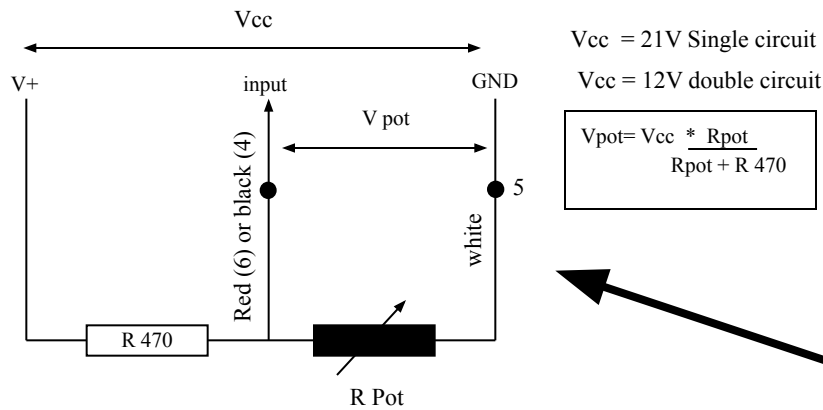 Vcc
Vcc = 21V Single circuit
Vcc = 12V double circuit
V+
input
GND
V pot
Vpot= Vcc * Rpot
Rpot + R 470
Red (6) or black (4)
5
white
R 470
R Pot